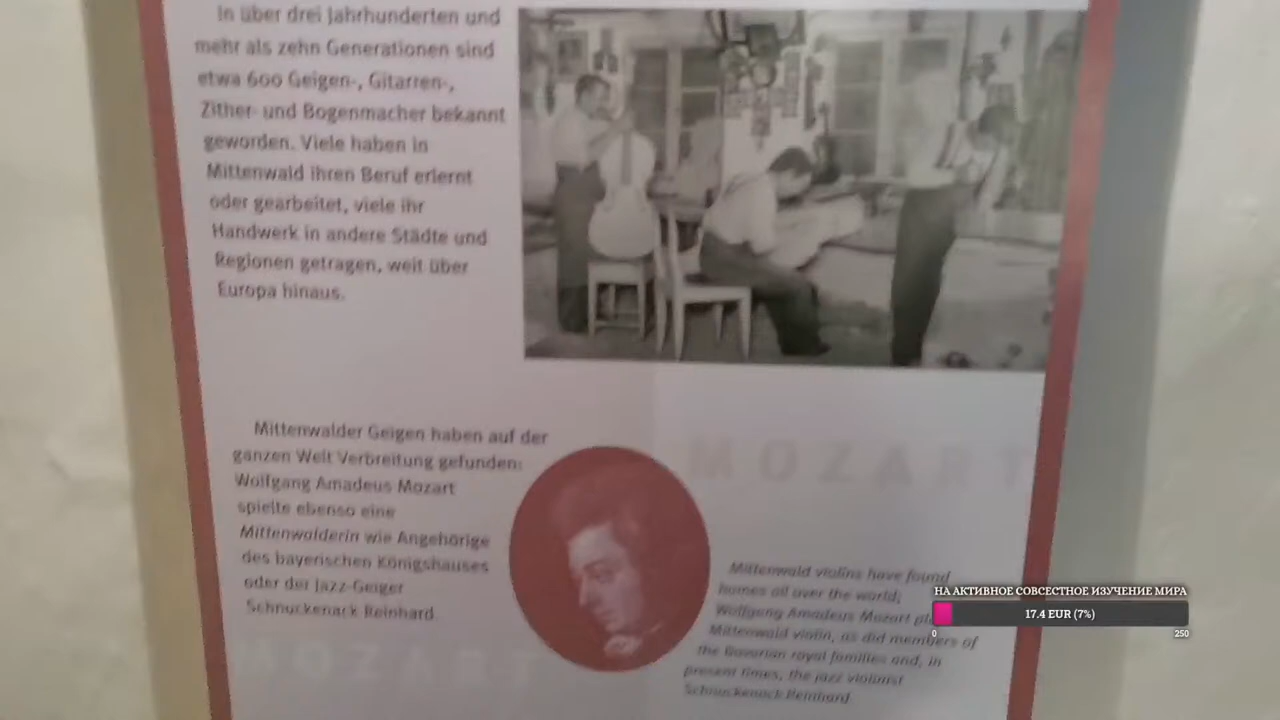 In über drei Jahrhunderten und
mehr als zehn Generationen sind
etwa 600 Geigen-, Gitarren-,
Zither- und Bogenmacher bekannt
geworden. Viele haben in
Mittenwald ihren Beruf erlernt
oder gearbeitet, viele ihr
Handwerk in andere Städte und
Regionen getragen, weit über
Europa hinaus.
Mittenwalder Geigen haben auf der
ganzen Welt Verbreitung gefunden:
Wolfgang Amadeus Mozart
spielte ebenso eine
Mittenwalderin wie Angehörige
des bayerischen Königshauses
oder der Jazz-Geiger
Schnuckenack Reinhard.
MOZART
MOZART
Mittenwald violins have found
homes all over the world;
Wolfgang Amadeus Mozart
Mittenwald violin, as did members of
the Bavarian royal families and, in
present times, the jazz violinist
Schnuckenack Reinhard.
НА АКТИВНОЕ СОВСЕСТНОЕ ИЗУЧЕНИЕ МИРА
17.4 EUR (7%)
0 250